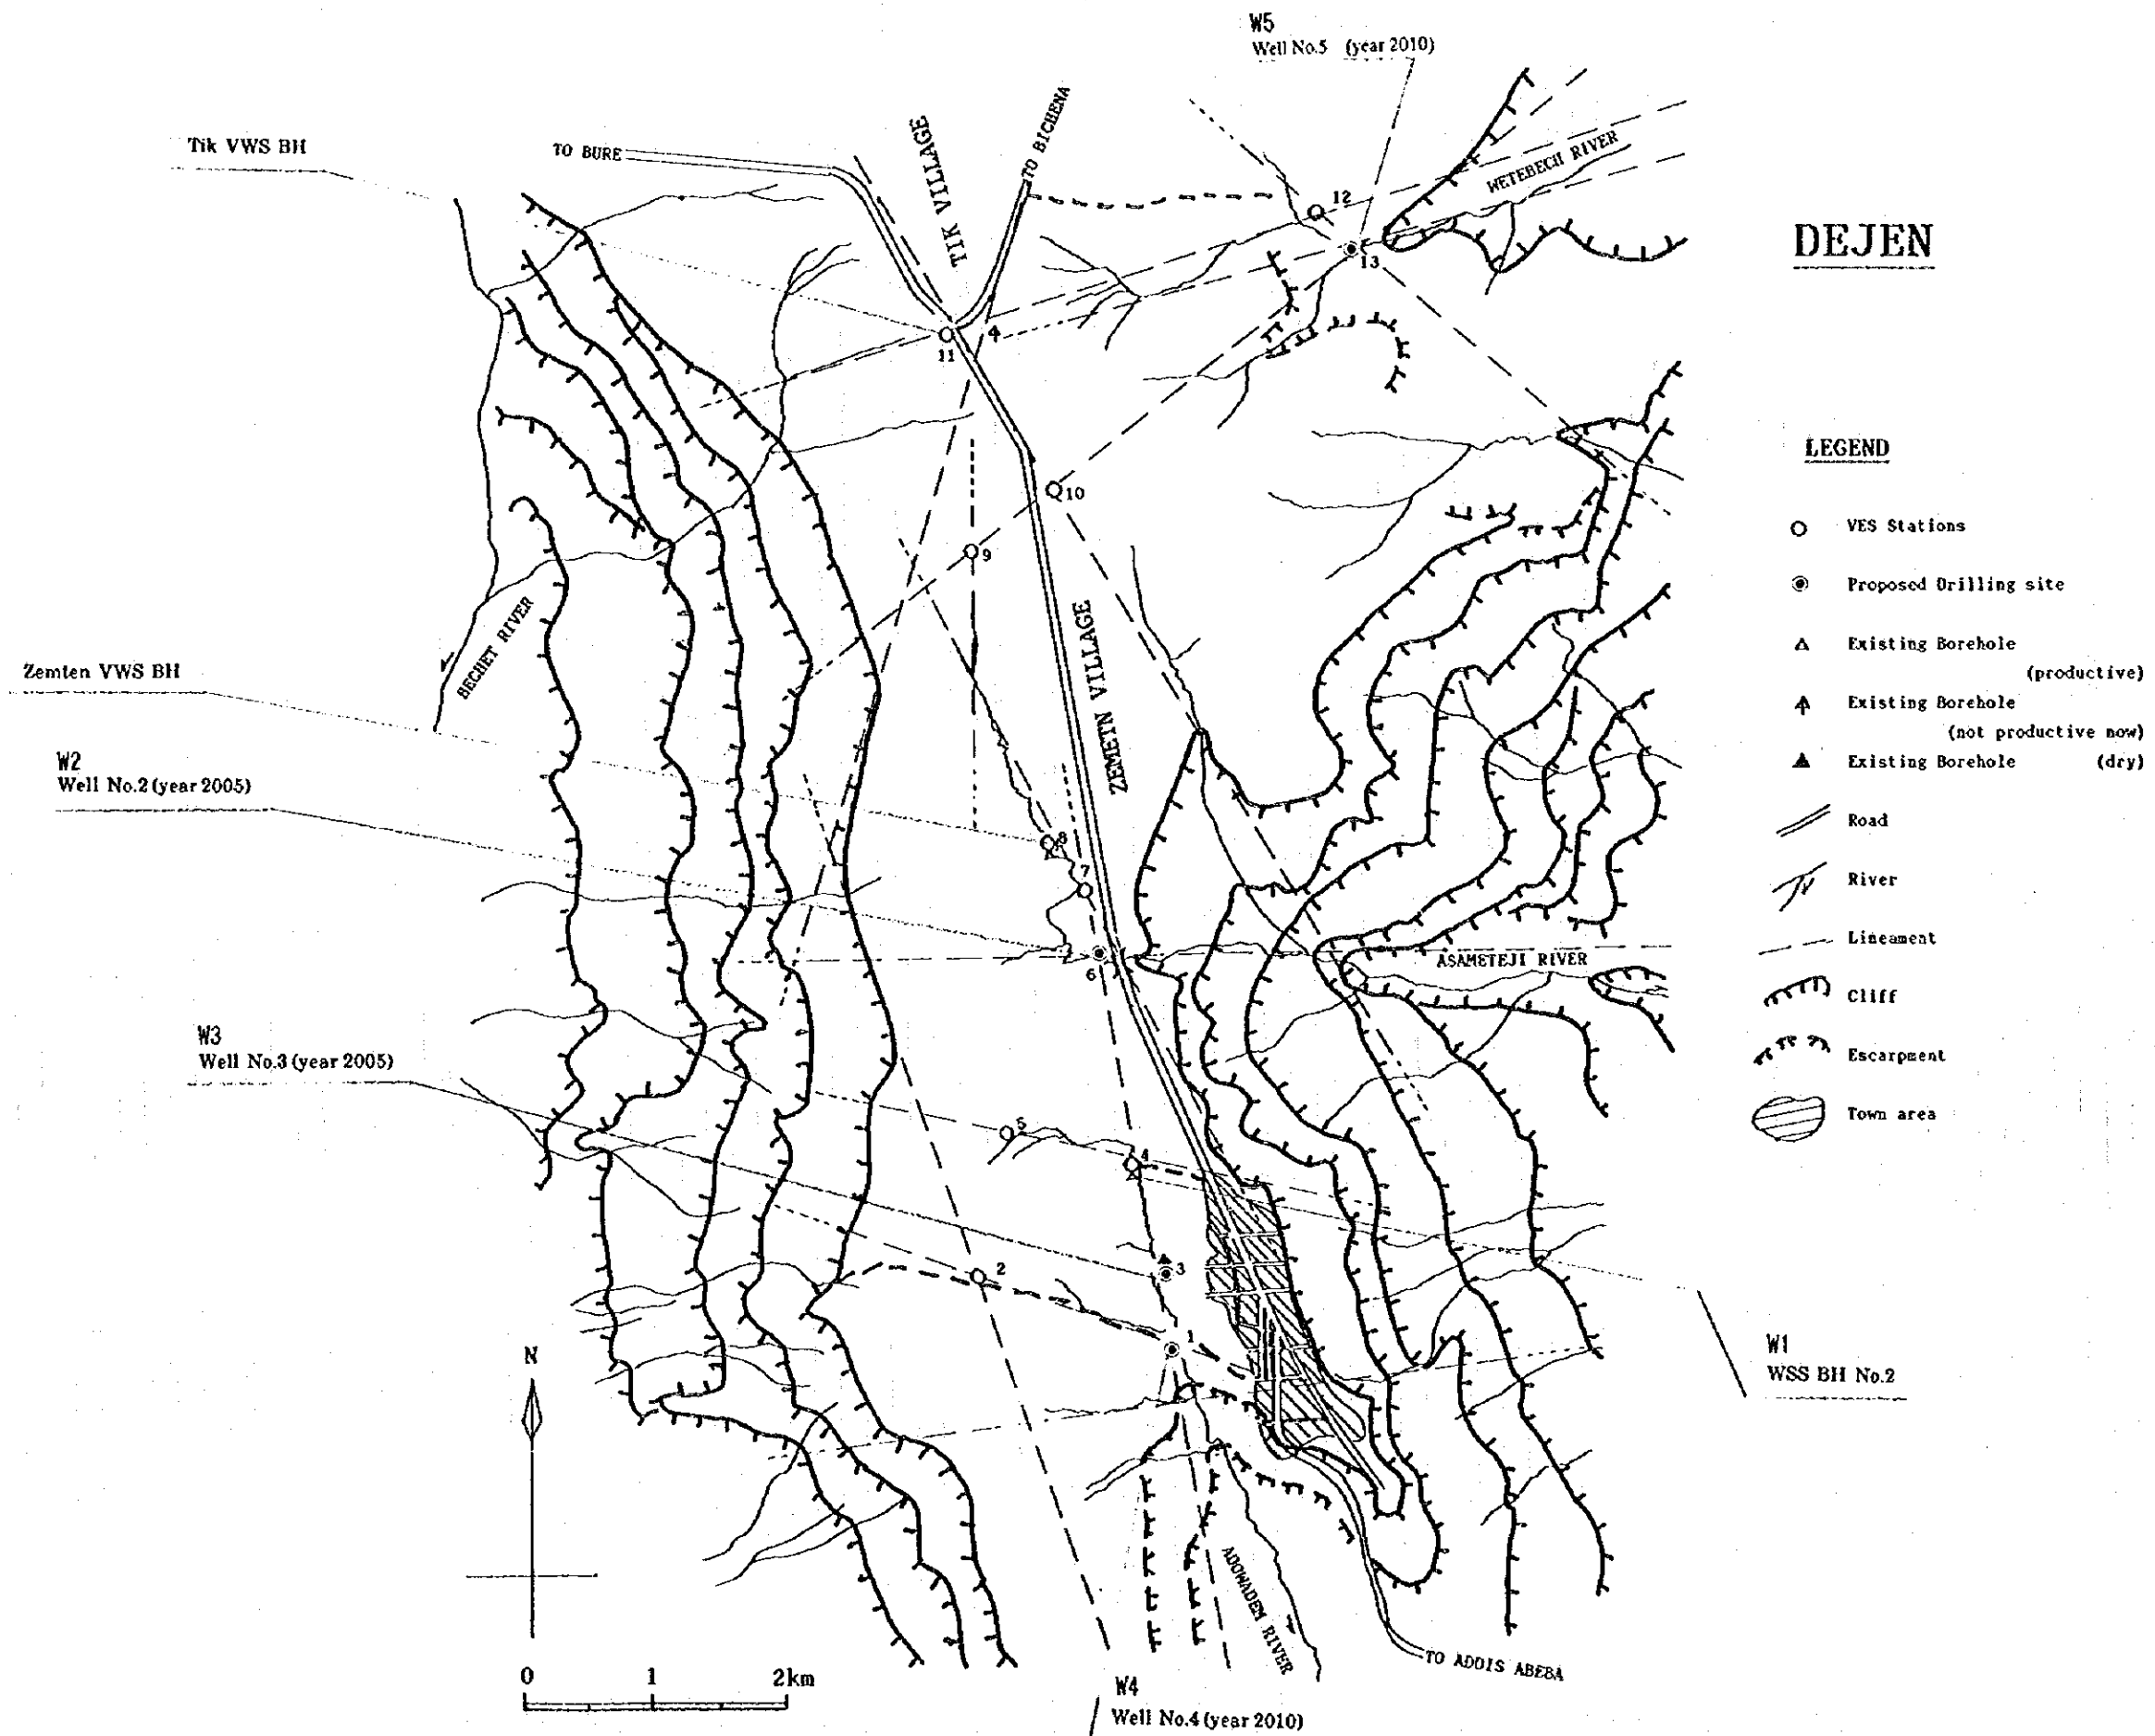 W5
Well No.5 (year 2010)
Tik VWS BH
TO BURE
TIK VILLAGE
TO BICHENA
WETEBECH RIVER
12
13
DEJEN
11
10
9
BECHET RIVER
Zemten VWS BH
W2
Well No.2 (year 2005)
ZEMETN VILLAGE
8
7
6
ASAMETEJI RIVER
W3
Well No.3 (year 2005)
5
4
3
2
1
LEGEND
VES Stations
Proposed Drilling site
Existing Borehole
(productive)
Existing Borehole
(not productive now)
Existing Borehole (dry)
Road
River
Lineament
Cliff
Escarpment
Town area
W1
WSS BH No.2
N
ADOWADEM RIVER
TO ADDIS ABEBA
0 1 2km
W4
Well No.4 (year 2010)